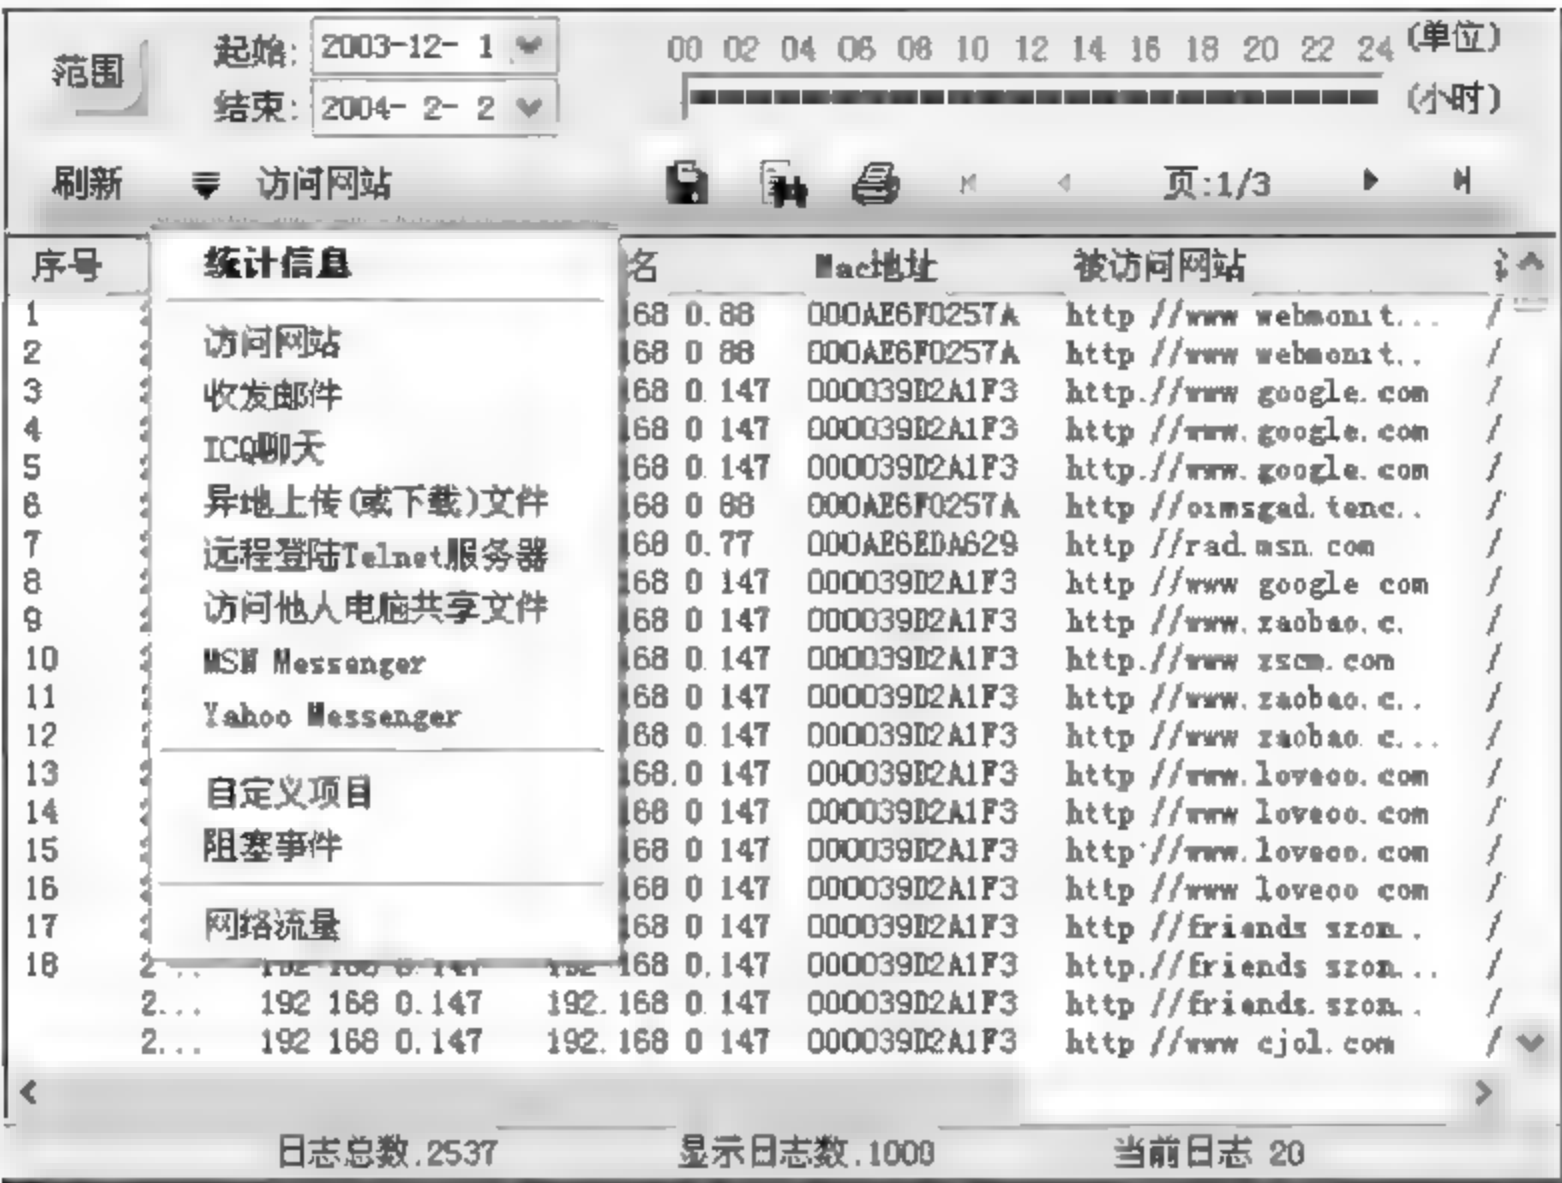 范围 起始: 2003-12- 1 00 02 04 06 08 10 12 14 16 18 20 22 24 (单位)
结束: 2004- 2- 2 (小时)
刷新 访问网站 页:1/3
序号 名 Mac地址 被访问网站
统计信息
访问网站
收发邮件
ICQ聊天
异地上传(或下载)文件
远程登陆Telnet服务器
访问他人电脑共享文件
MSN Messenger
Yahoo Messenger
自定义项目
阻塞事件
网络流量
1 168 0.88 000AE6F0257A http //www webmonit... /
2 168 0 88 000AE6F0257A http //www webmonit.. /
3 168 0.147 000039D2A1F3 http.//www google.com /
4 168 0 147 000039D2A1F3 http //www.google.com /
5 168 0.147 000039D2A1F3 http //www.google.com /
6 168 0 88 000AE6F0257A http //oimsgad.tenc.. /
7 168 0.77 000AE6EDA629 http //rad.msn.com /
8 168 0.147 000039D2A1F3 http //www google com /
9 168 0.147 000039D2A1F3 http //www.zaobao.c. /
10 168 0.147 000039D2A1F3 http //www zscm.com /
11 168 0 147 000039D2A1F3 http //www.zaobao.c.. /
12 168 0 147 000039D2A1F3 http //www zaobao c... /
13 168.0 147 000039D2A1F3 http //www.loveoo.com /
14 168 0 147 000039D2A1F3 http //www loveoo.com /
15 168 0 147 000039D2A1F3 http //www.loveoo.com /
16 168 0 147 000039D2A1F3 http //www loveoo com /
17 168 0 147 000039D2A1F3 http //friends szon.. /
18 2... 192 168 0 147 192 168 0.147 000039D2A1F3 http.//friends szon... /
2... 192 168 0.147 192.168 0 147 000039D2A1F3 http //friends.szon.. /
2... 192 168 0.147 192.168 0 147 000039D2A1F3 http //www cjol.com /
日志总数.2537 显示日志数.1000 当前日志 20